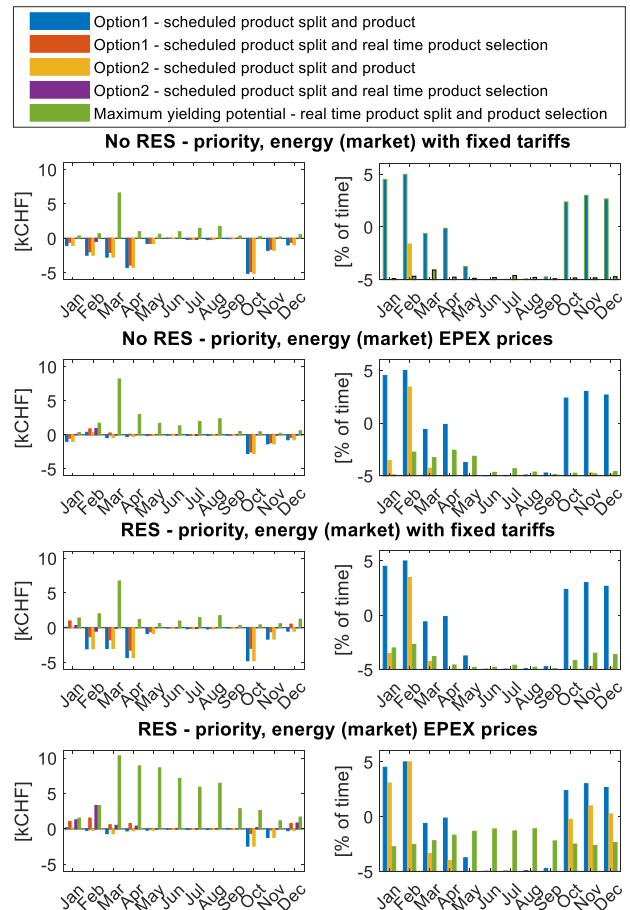 Option1 - scheduled product split and product
Option1 - scheduled product split and real time product selection
Option2 - scheduled product split and product
Option2 - scheduled product split and real time product selection
Maximum yielding potential - real time product split and product selection
No RES - priority, energy (market) with fixed tariffs
[kCHF]
10
5
0
-5
Jan Feb Mar Apr May Jun Jul Aug Sep Oct Nov Dec
[% of time]
5
0
-5
Jan Feb Mar Apr May Jun Jul Aug Sep Oct Nov Dec
No RES - priority, energy (market) EPEX prices
[kCHF]
10
5
0
-5
Jan Feb Mar Apr May Jun Jul Aug Sep Oct Nov Dec
[% of time]
5
0
-5
Jan Feb Mar Apr May Jun Jul Aug Sep Oct Nov Dec
RES - priority, energy (market) with fixed tariffs
[kCHF]
10
5
0
-5
Jan Feb Mar Apr May Jun Jul Aug Sep Oct Nov Dec
[% of time]
5
0
-5
Jan Feb Mar Apr May Jun Jul Aug Sep Oct Nov Dec
RES - priority, energy (market) EPEX prices
[kCHF]
10
5
0
-5
Jan Feb Mar Apr May Jun Jul Aug Sep Oct Nov Dec
[% of time]
5
0
-5
Jan Feb Mar Apr May Jun Jul Aug Sep Oct Nov Dec